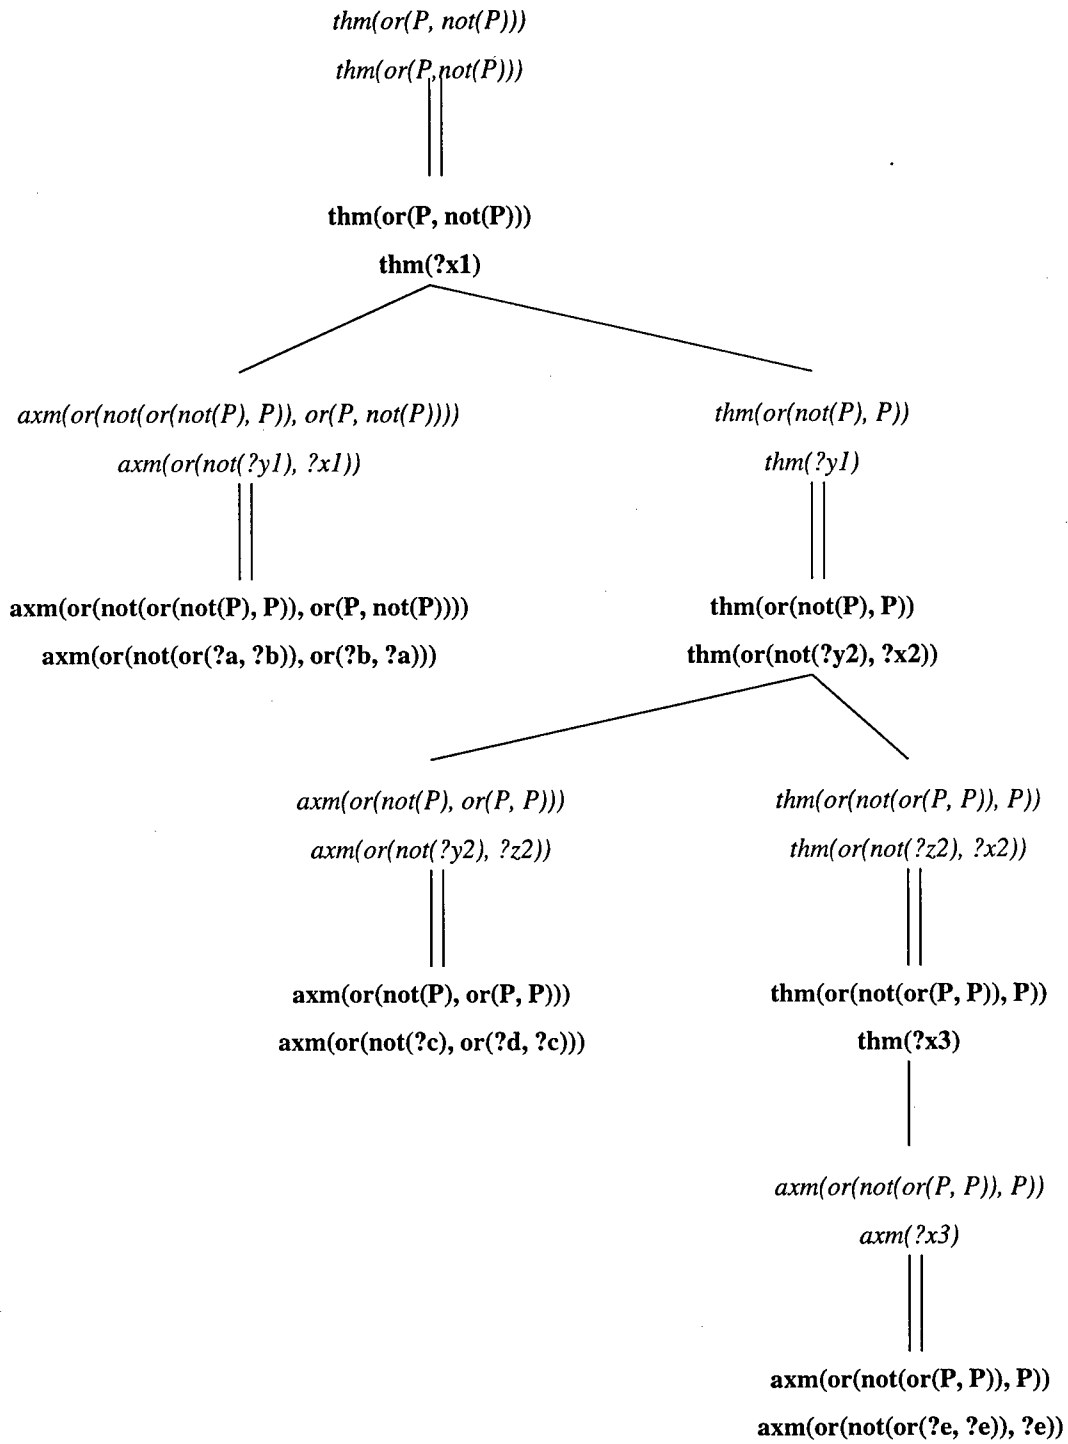 thm(or(P, not(P)))
thm(or(P,not(P)))
thm(or(P, not(P)))
thm(?x1)
axm(or(not(or(not(P), P)), or(P, not(P))))
axm(or(not(?y1), ?x1))
thm(or(not(P), P))
thm(?y1)
axm(or(not(or(not(P), P)), or(P, not(P))))
axm(or(not(or(?a, ?b)), or(?b, ?a)))
thm(or(not(P), P))
thm(or(not(?y2), ?x2))
axm(or(not(P), or(P, P)))
axm(or(not(?y2), ?z2))
thm(or(not(or(P, P)), P))
thm(or(not(?z2), ?x2))
axm(or(not(P), or(P, P)))
axm(or(not(?c), or(?d, ?c)))
thm(or(not(or(P, P)), P))
thm(?x3)
axm(or(not(or(P, P)), P))
axm(?x3)
axm(or(not(or(P, P)), P))
axm(or(not(or(?e, ?e)), ?e))